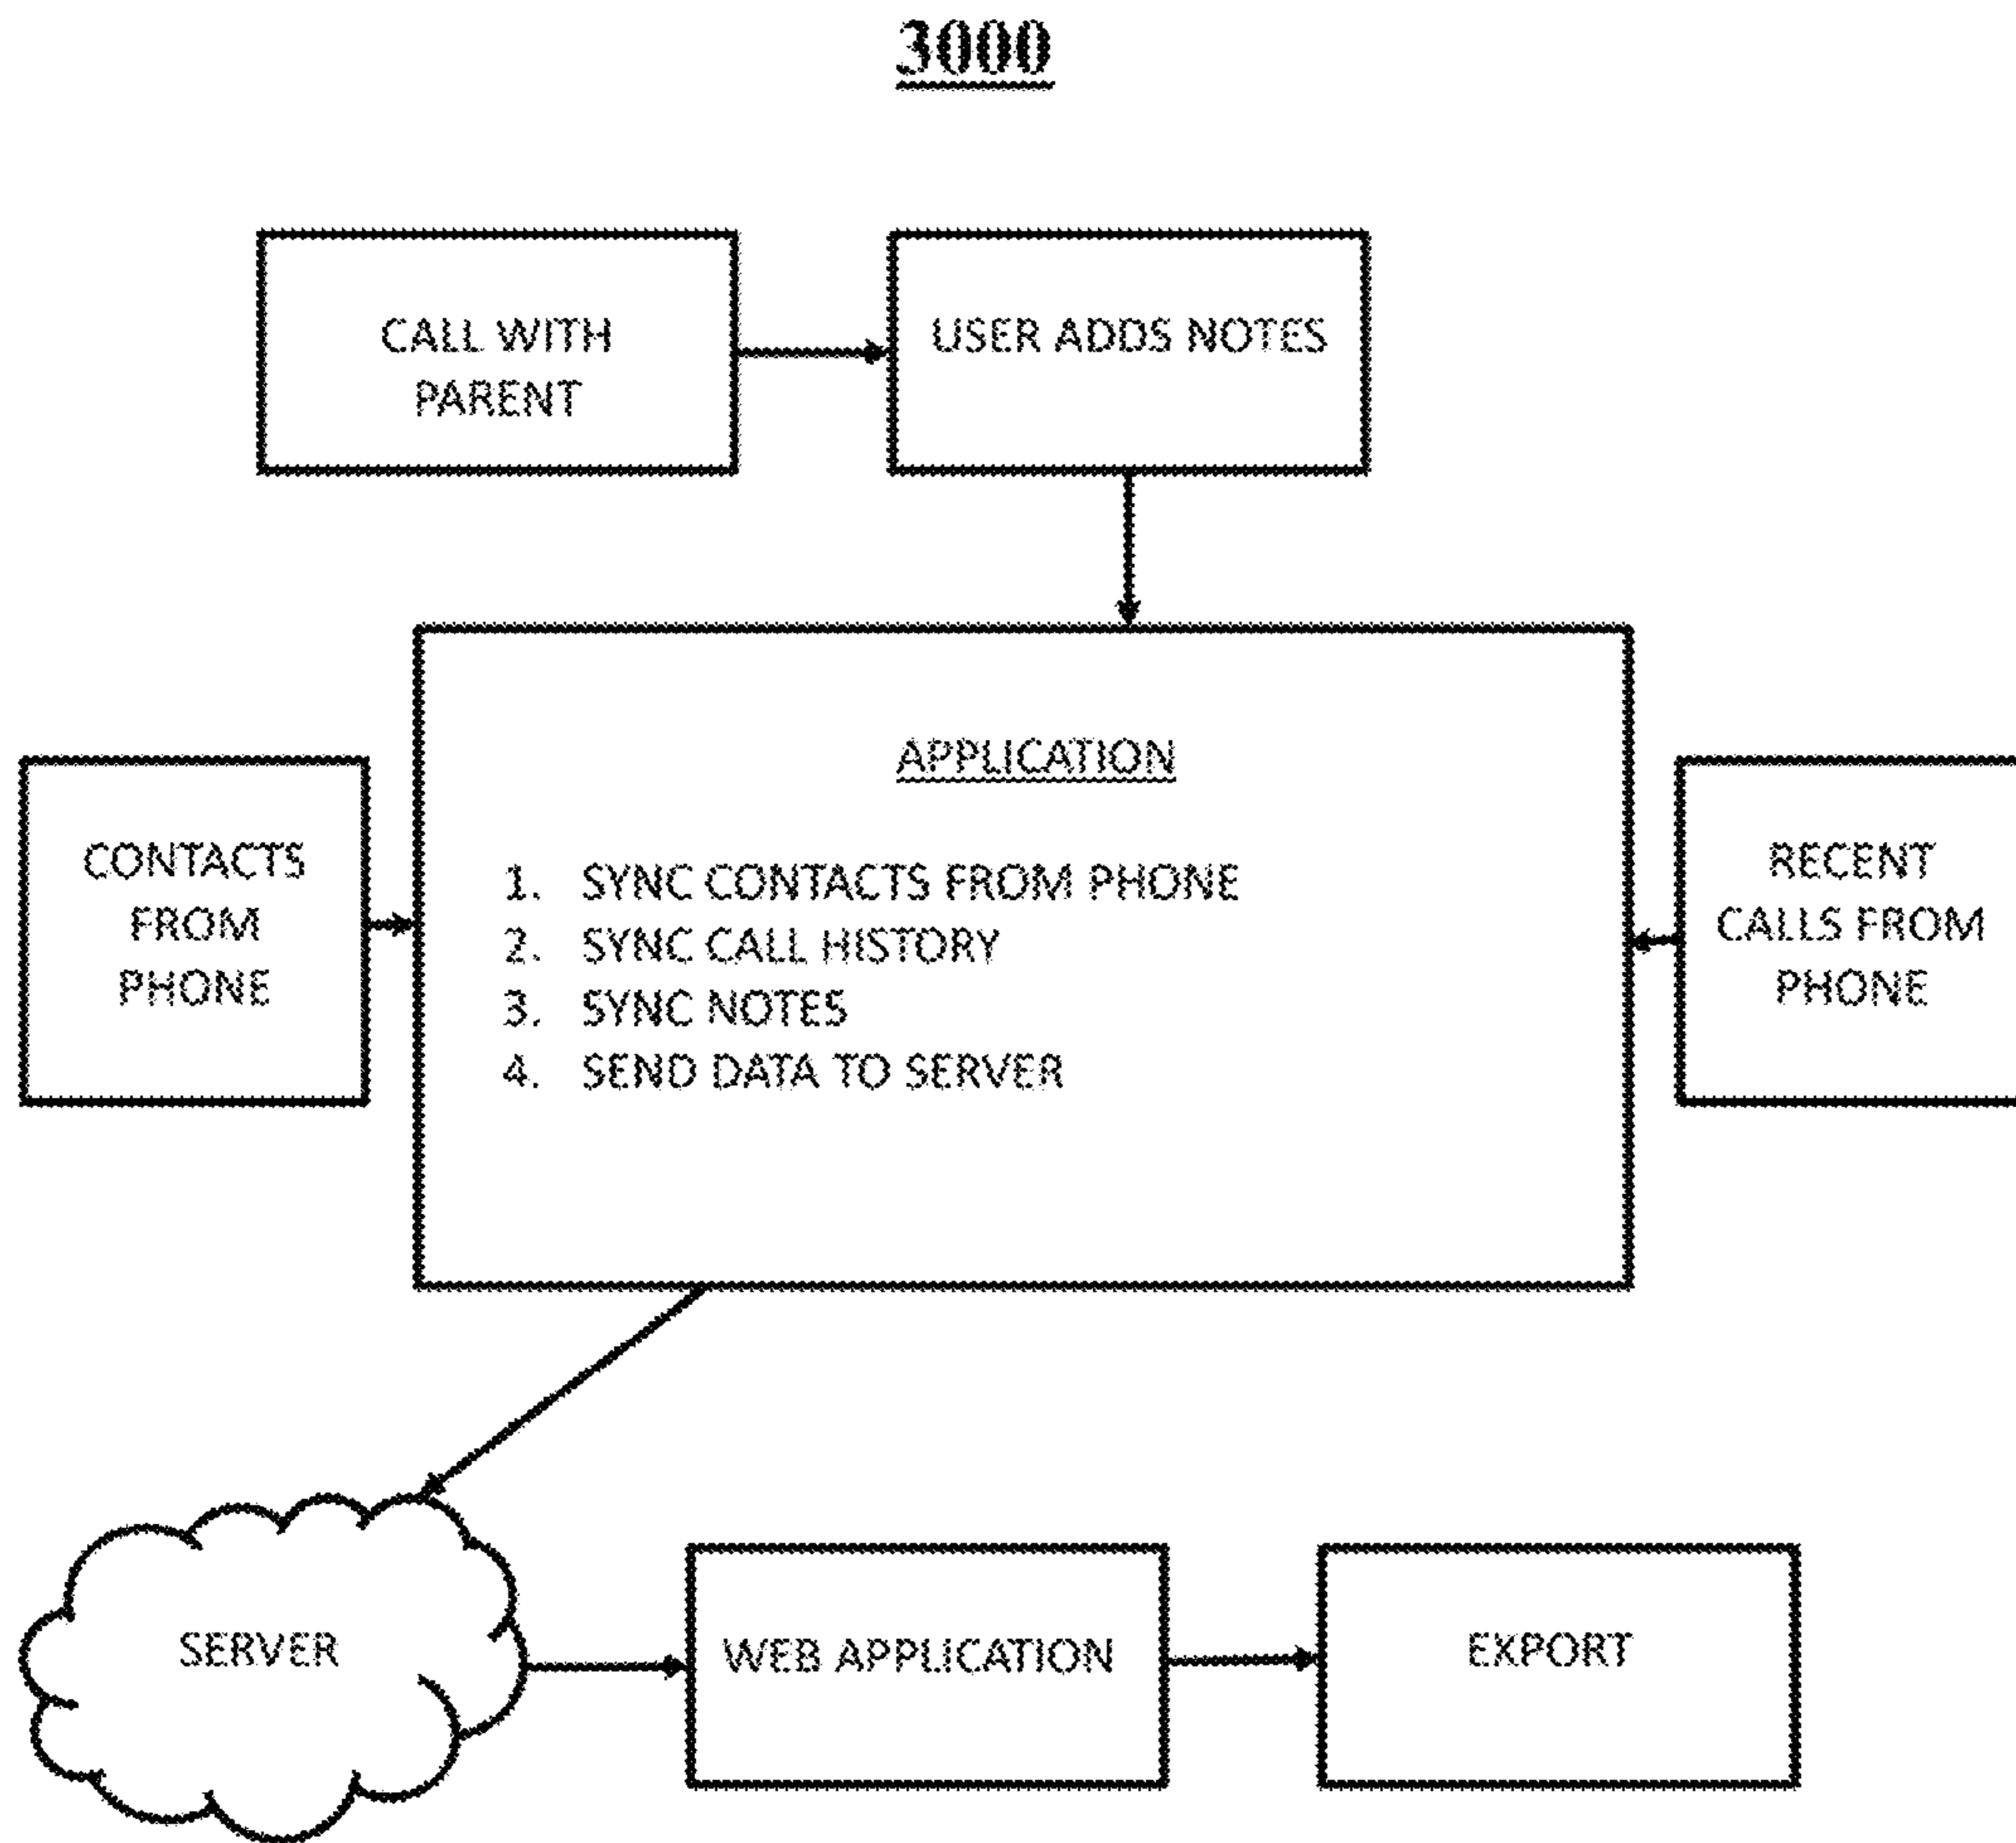 3000
CALL WITH
PARENT
USER ADDS NOTES
APPLICATION
1. SYNC CONTACTS FROM PHONE
2. SYNC CALL HISTORY
3. SYNC NOTES
4. SEND DATA TO SERVER
CONTACTS
FROM
PHONE
RECENT
CALLS FROM
PHONE
SERVER
WEB APPLICATION
EXPORT